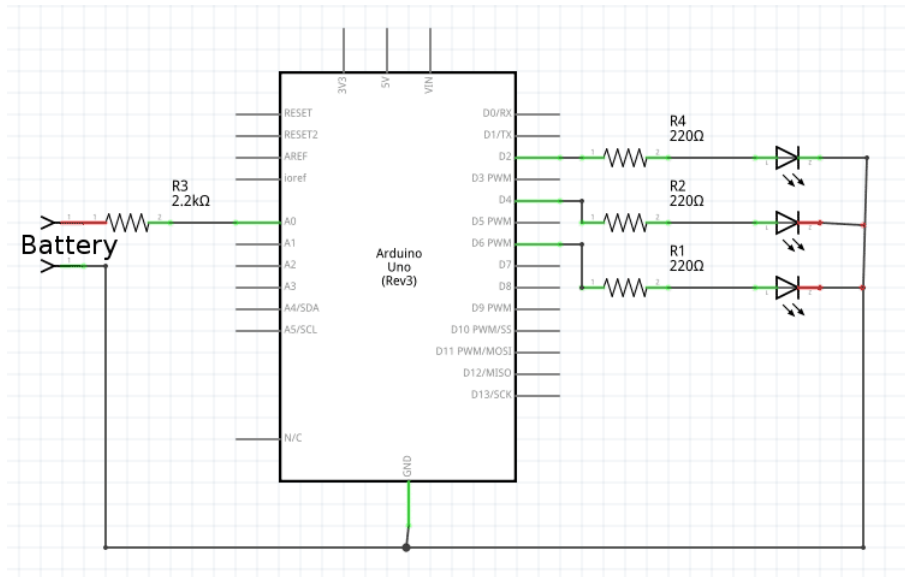 3V3
5V
VIN
RESET
RESET2
AREF
ioref
A0
A1
A2
A3
A4/SDA
A5/SCL
N/C
Arduino
Uno
(Rev3)
D0/RX
D1/TX
D2
D3 PWM
D4
D5 PWM
D6 PWM
D7
D8
D9 PWM
D10 PWM/SS
D11 PWM/MOSI
D12/MISO
D13/SCK
GND
R3
2.2kΩ
Battery
R4
220Ω
R2
220Ω
R1
220Ω